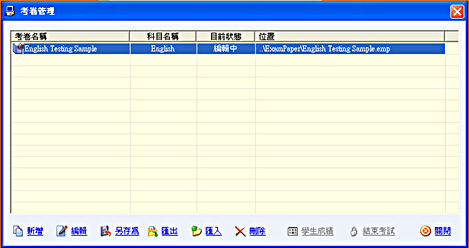 考卷管理
考卷名稱 科目名稱 目前狀態 位置
English Testing Sample English 編輯中 ..\ExamPaper\English Testing Sample.emp
新增 編輯 另存為 匯出 匯入 刪除 學生成績 結束考試 關閉